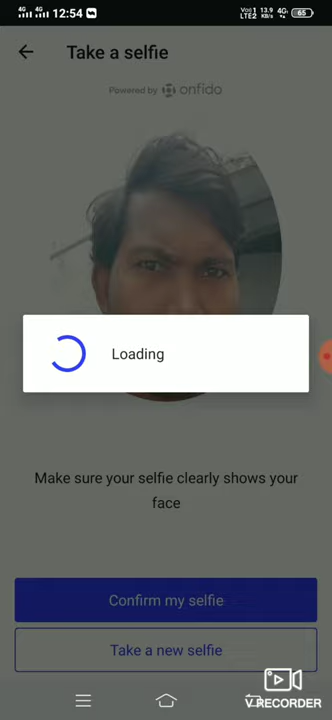 4G 4G 12:54 VoD1 LTE2 13.9 KB/s 4G 65
Take a selfie
Powered by onfido
Loading
Make sure your selfie clearly shows your
face
Confirm my selfie
Take a new selfie
V.RECORDER